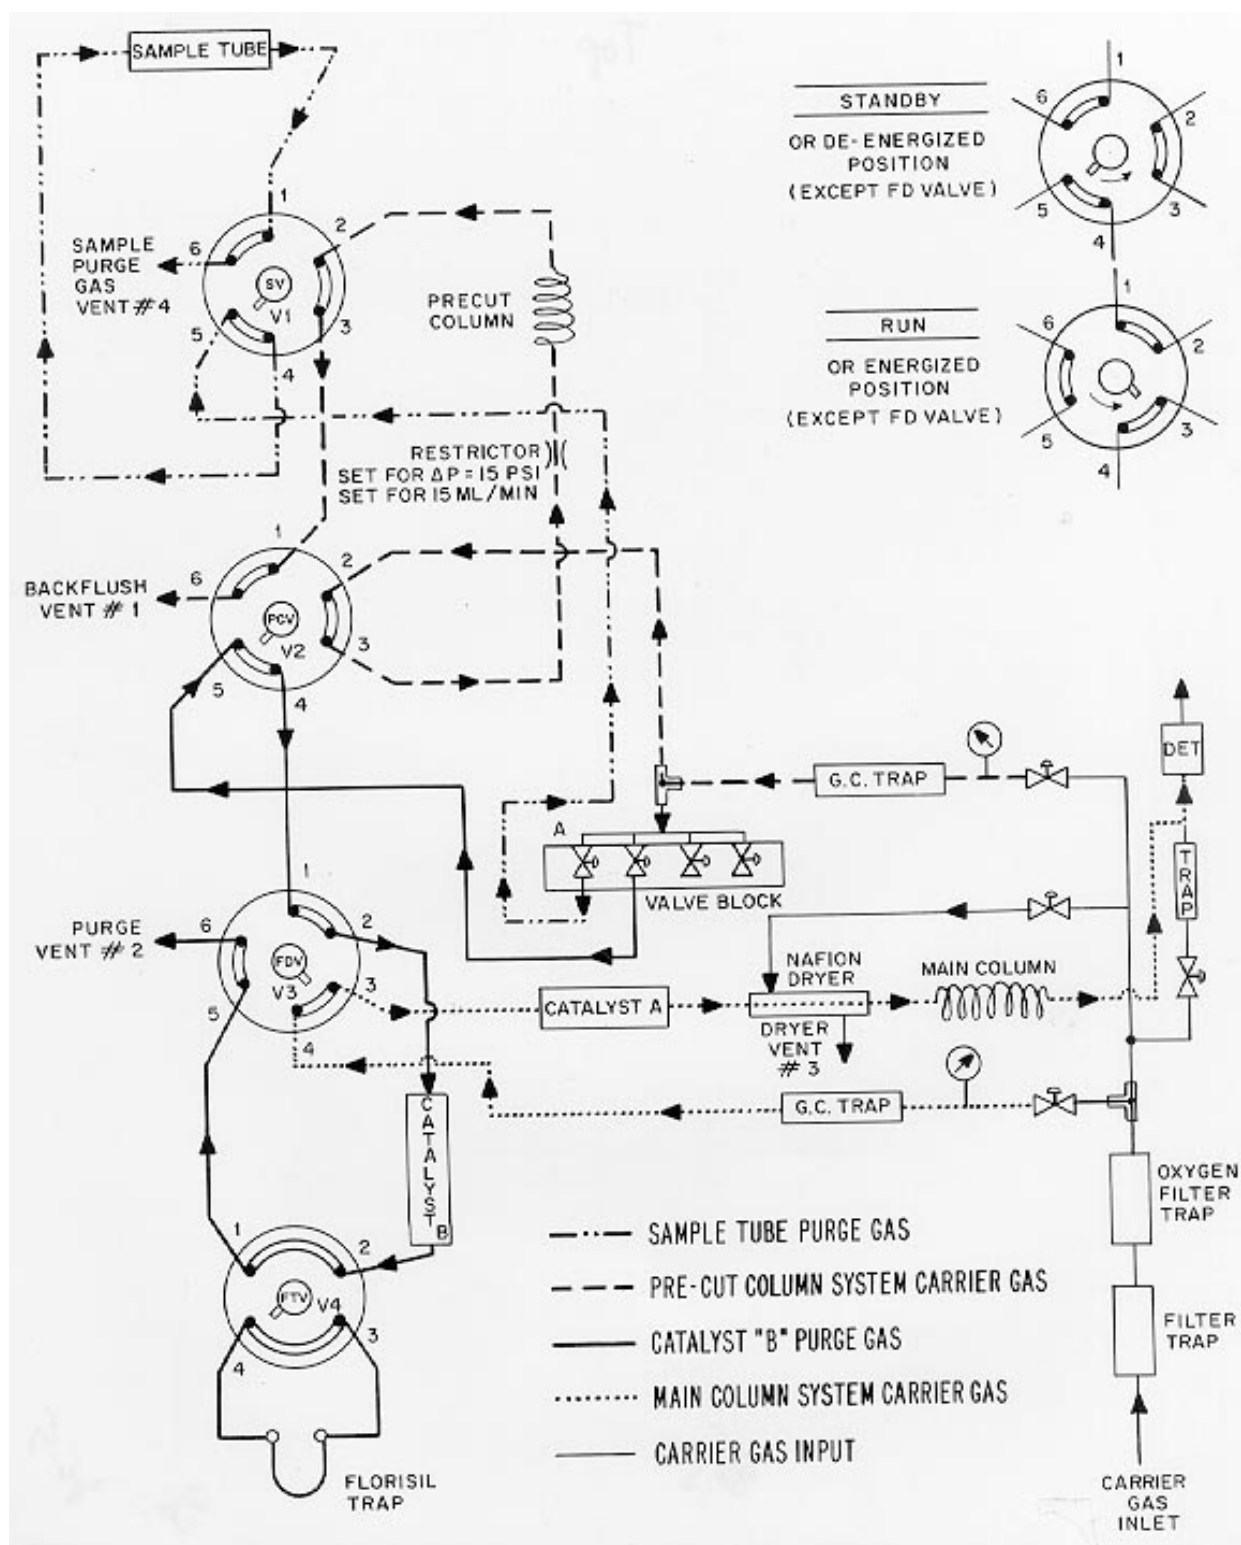 SAMPLE TUBE
1
6
2
SAMPLE
PURGE
GAS
VENT #4
SV
V1
5
3
4
PRECUT
COLUMN
STANDBY
OR DE-ENERGIZED
POSITION
(EXCEPT FD VALVE)
1
6
2
5
3
4
RUN
OR ENERGIZED
POSITION
(EXCEPT FD VALVE)
1
6
2
5
3
4
RESTRICTOR
SET FOR ΔP = 15 PSI
SET FOR 15 ML/MIN
1
2
6
BACKFLUSH
VENT # 1
PCV
V2
3
5
4
DET
G.C. TRAP
A
VALVE BLOCK
TRAP
1
2
6
PURGE
VENT # 2
FDV
V3
3
5
4
NAFION
DRYER
MAIN COLUMN
CATALYST A
DRYER
VENT
# 3
G.C. TRAP
CATALYST B
OXYGEN
FILTER
TRAP
1
2
FTV
V4
3
4
SAMPLE TUBE PURGE GAS
PRE-CUT COLUMN SYSTEM CARRIER GAS
CATALYST "B" PURGE GAS
MAIN COLUMN SYSTEM CARRIER GAS
CARRIER GAS INPUT
FILTER
TRAP
FLORISIL
TRAP
CARRIER
GAS
INLET